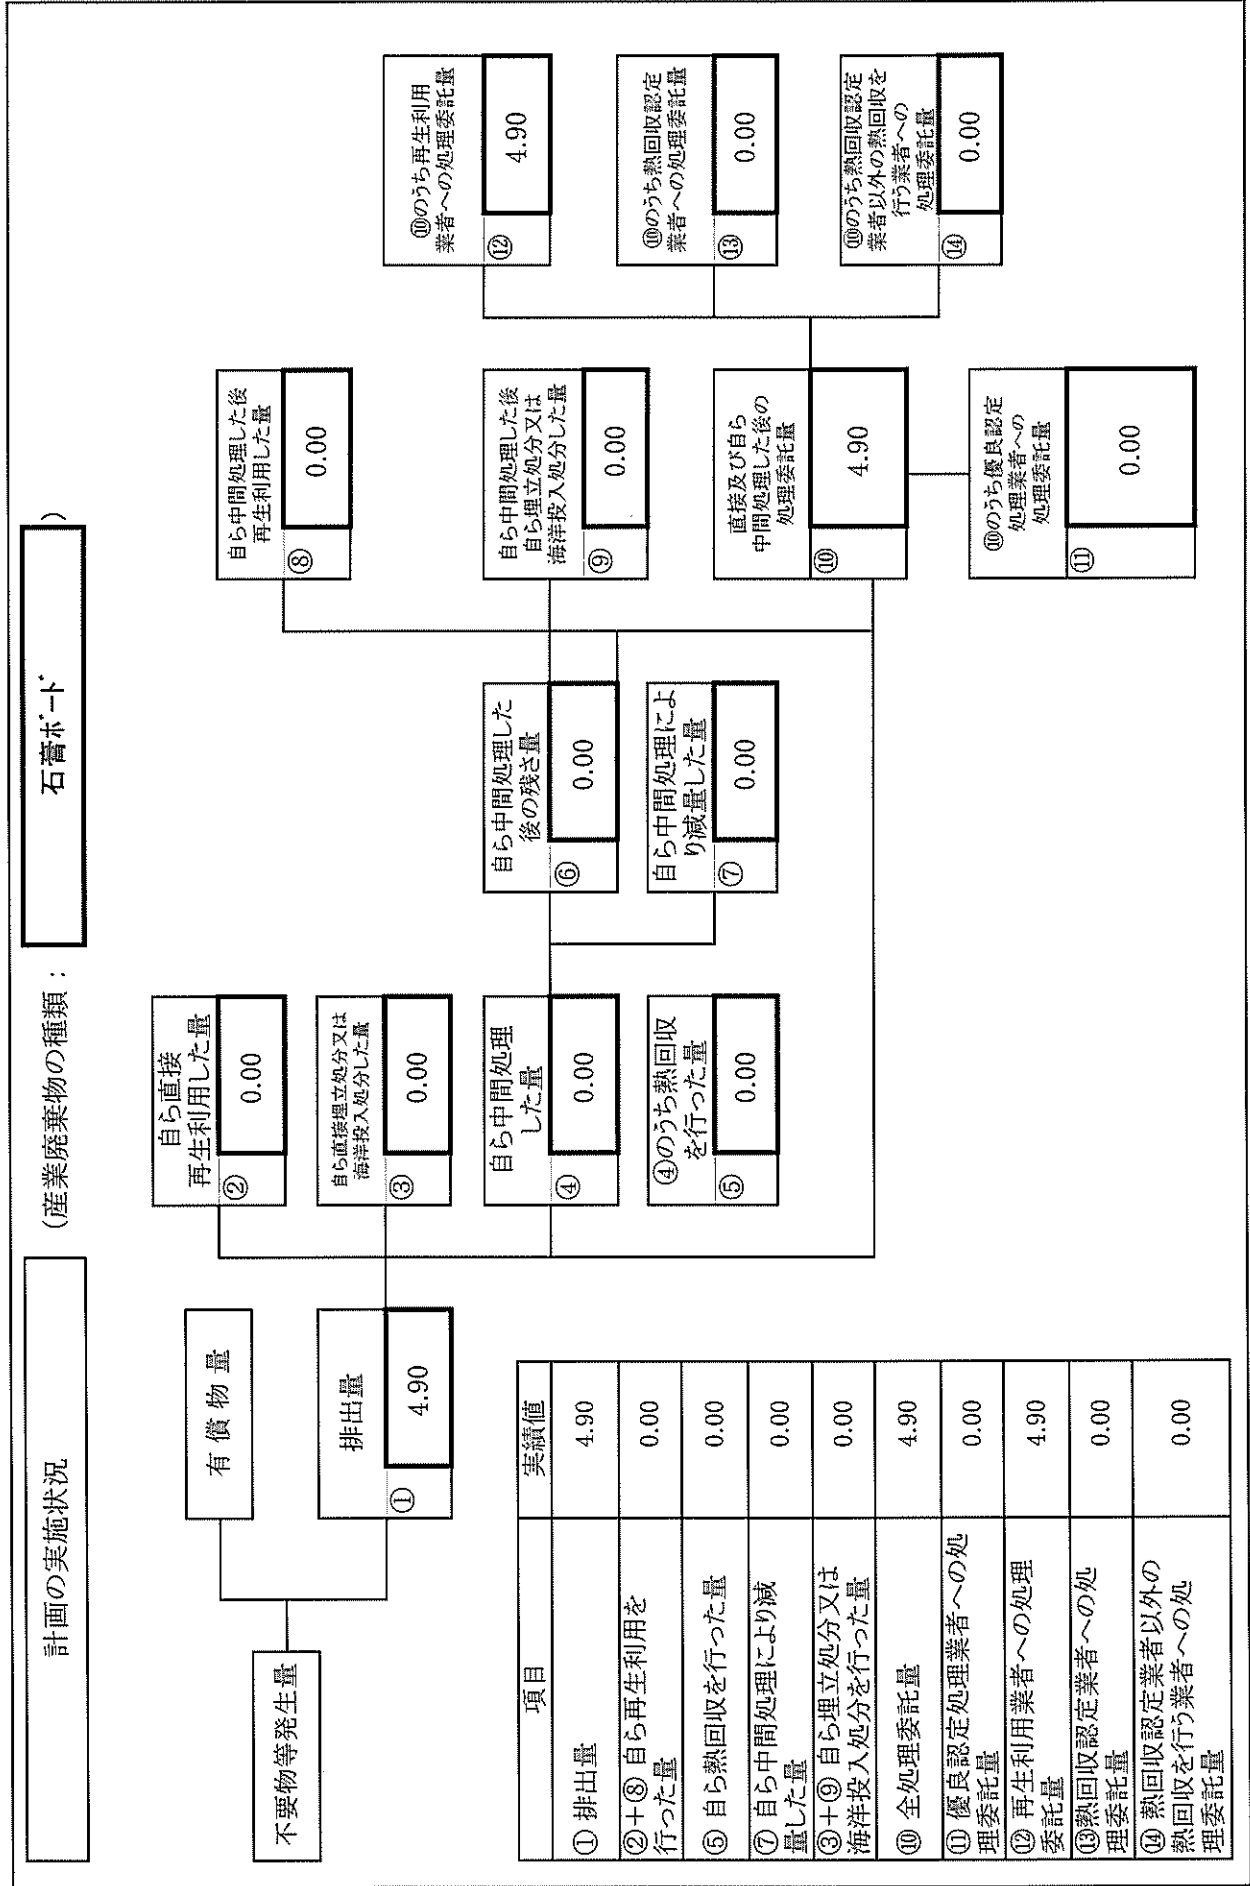 計画の実施状況
（産業廃棄物の種類：
石膏ボード
）
不要物等発生量
有償物量
排出量
①
4.90
自ら直接
再生利用した量
②
0.00
自ら直接埋立処分又は
海洋投入処分した量
③
0.00
自ら中間処理
した量
④
0.00
④のうち熱回収
を行った量
⑤
0.00
自ら中間処理した
後の残さ量
⑥
0.00
自ら中間処理によ
り減量した量
⑦
0.00
自ら中間処理した後
再生利用した量
⑧
0.00
自ら中間処理した後
自ら埋立処分又は
海洋投入処分した量
⑨
0.00
直接及び自ら
中間処理した後の
処理委託量
⑩
4.90
⑩のうち優良認定
処理業者への
処理委託量
⑪
0.00
⑩のうち再生利用
業者への処理委託量
⑫
4.90
⑩のうち熱回収認定
業者への処理委託量
⑬
0.00
⑩のうち熱回収認定
業者以外の熱回収を
行う業者への
処理委託量
⑭
0.00
項目
実績値
① 排出量
4.90
②＋⑧ 自ら再生利用を
行った量
0.00
⑤ 自ら熱回収を行った量
0.00
⑦ 自ら中間処理により減
量した量
0.00
③＋⑨ 自ら埋立処分又は
海洋投入処分を行った量
0.00
⑩ 全処理委託量
4.90
⑪ 優良認定処理業者への処
理委託量
0.00
⑫ 再生利用業者への処理
委託量
4.90
⑬熱回収認定業者への処
理委託量
0.00
⑭ 熱回収認定業者以外の
熱回収を行う業者への処
理委託量
0.00